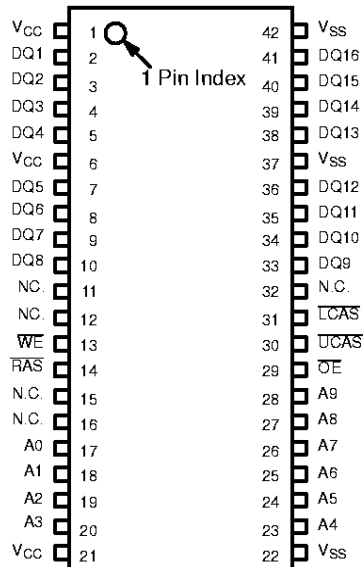 VCC 1 42 VSS
DQ1 2 41 DQ16
1 Pin Index
DQ2 3 40 DQ15
DQ3 4 39 DQ14
DQ4 5 38 DQ13
VCC 6 37 VSS
DQ5 7 36 DQ12
DQ6 8 35 DQ11
DQ7 9 34 DQ10
DQ8 10 33 DQ9
NC. 11 32 N.C.
NC. 12 31 LCAS
WE 13 30 UCAS
RAS 14 29 OE
N.C. 15 28 A9
N.C. 16 27 A8
A0 17 26 A7
A1 18 25 A6
A2 19 24 A5
A3 20 23 A4
VCC 21 22 VSS